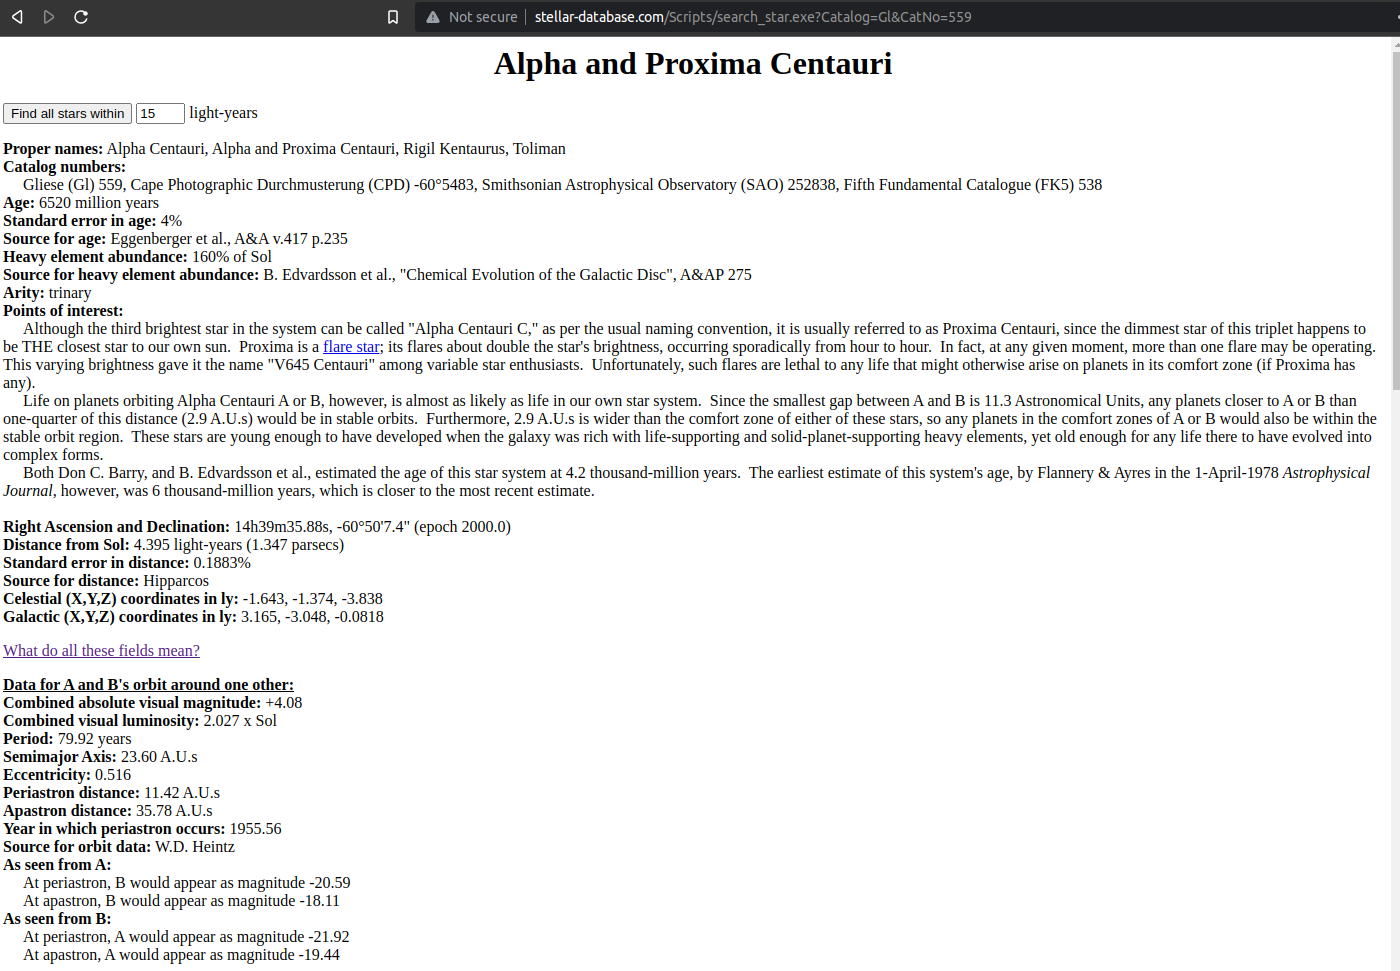 Not secure | stellar-database.com/Scripts/search_star.exe?Catalog=Gl&CatNo=559
Alpha and Proxima Centauri
Find all stars within 15 light-years
Proper names: Alpha Centauri, Alpha and Proxima Centauri, Rigil Kentaurus, Toliman
Catalog numbers:
Gliese (Gl) 559, Cape Photographic Durchmusterung (CPD) -60°5483, Smithsonian Astrophysical Observatory (SAO) 252838, Fifth Fundamental Catalogue (FK5) 538
Age: 6520 million years
Standard error in age: 4%
Source for age: Eggenberger et al., A&A v.417 p.235
Heavy element abundance: 160% of Sol
Source for heavy element abundance: B. Edvardsson et al., "Chemical Evolution of the Galactic Disc", A&AP 275
Arity: trinary
Points of interest:
Although the third brightest star in the system can be called "Alpha Centauri C," as per the usual naming convention, it is usually referred to as Proxima Centauri, since the dimmest star of this triplet happens to
be THE closest star to our own sun. Proxima is a flare star; its flares about double the star's brightness, occurring sporadically from hour to hour. In fact, at any given moment, more than one flare may be operating.
This varying brightness gave it the name "V645 Centauri" among variable star enthusiasts. Unfortunately, such flares are lethal to any life that might otherwise arise on planets in its comfort zone (if Proxima has
any).
Life on planets orbiting Alpha Centauri A or B, however, is almost as likely as life in our own star system. Since the smallest gap between A and B is 11.3 Astronomical Units, any planets closer to A or B than
one-quarter of this distance (2.9 A.U.s) would be in stable orbits. Furthermore, 2.9 A.U.s is wider than the comfort zone of either of these stars, so any planets in the comfort zones of A or B would also be within the
stable orbit region. These stars are young enough to have developed when the galaxy was rich with life-supporting and solid-planet-supporting heavy elements, yet old enough for any life there to have evolved into
complex forms.
Both Don C. Barry, and B. Edvardsson et al., estimated the age of this star system at 4.2 thousand-million years. The earliest estimate of this system's age, by Flannery & Ayres in the 1-April-1978 Astrophysical
Journal, however, was 6 thousand-million years, which is closer to the most recent estimate.
Right Ascension and Declination: 14h39m35.88s, -60°50'7.4" (epoch 2000.0)
Distance from Sol: 4.395 light-years (1.347 parsecs)
Standard error in distance: 0.1883%
Source for distance: Hipparcos
Celestial (X,Y,Z) coordinates in ly: -1.643, -1.374, -3.838
Galactic (X,Y,Z) coordinates in ly: 3.165, -3.048, -0.0818
What do all these fields mean?
Data for A and B's orbit around one other:
Combined absolute visual magnitude: +4.08
Combined visual luminosity: 2.027 x Sol
Period: 79.92 years
Semimajor Axis: 23.60 A.U.s
Eccentricity: 0.516
Periastron distance: 11.42 A.U.s
Apastron distance: 35.78 A.U.s
Year in which periastron occurs: 1955.56
Source for orbit data: W.D. Heintz
As seen from A:
At periastron, B would appear as magnitude -20.59
At apastron, B would appear as magnitude -18.11
As seen from B:
At periastron, A would appear as magnitude -21.92
At apastron, A would appear as magnitude -19.44